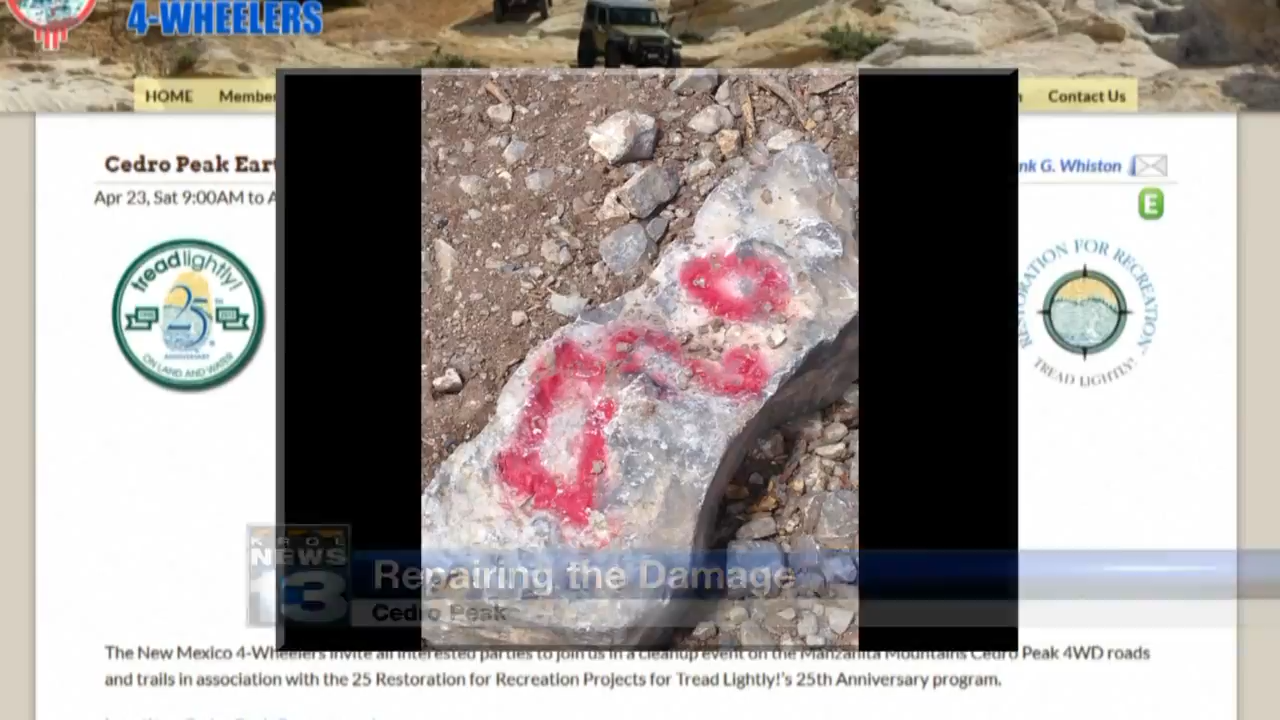 4-WHEELERS
HOME
Contact Us
Cedro Peak
nk G. Whiston
Apr 23, Sat 9:00AM to
E
treadlightly!
25
ANNIVERSARY
ON LAND AND WATER
RESTORATION FOR RECREATION
TREAD LIGHTLY!
NEWS
13
Repairing the Damage
Cedro Peak
The New Mexico 4-Wheelers invite all interested parties to join us in a cleanup event on the Manzanita Mountains Cedro Peak 4WD roads
and trails in association with the 25 Restoration for Recreation Projects for Tread Lightly!'s 25th Anniversary program.